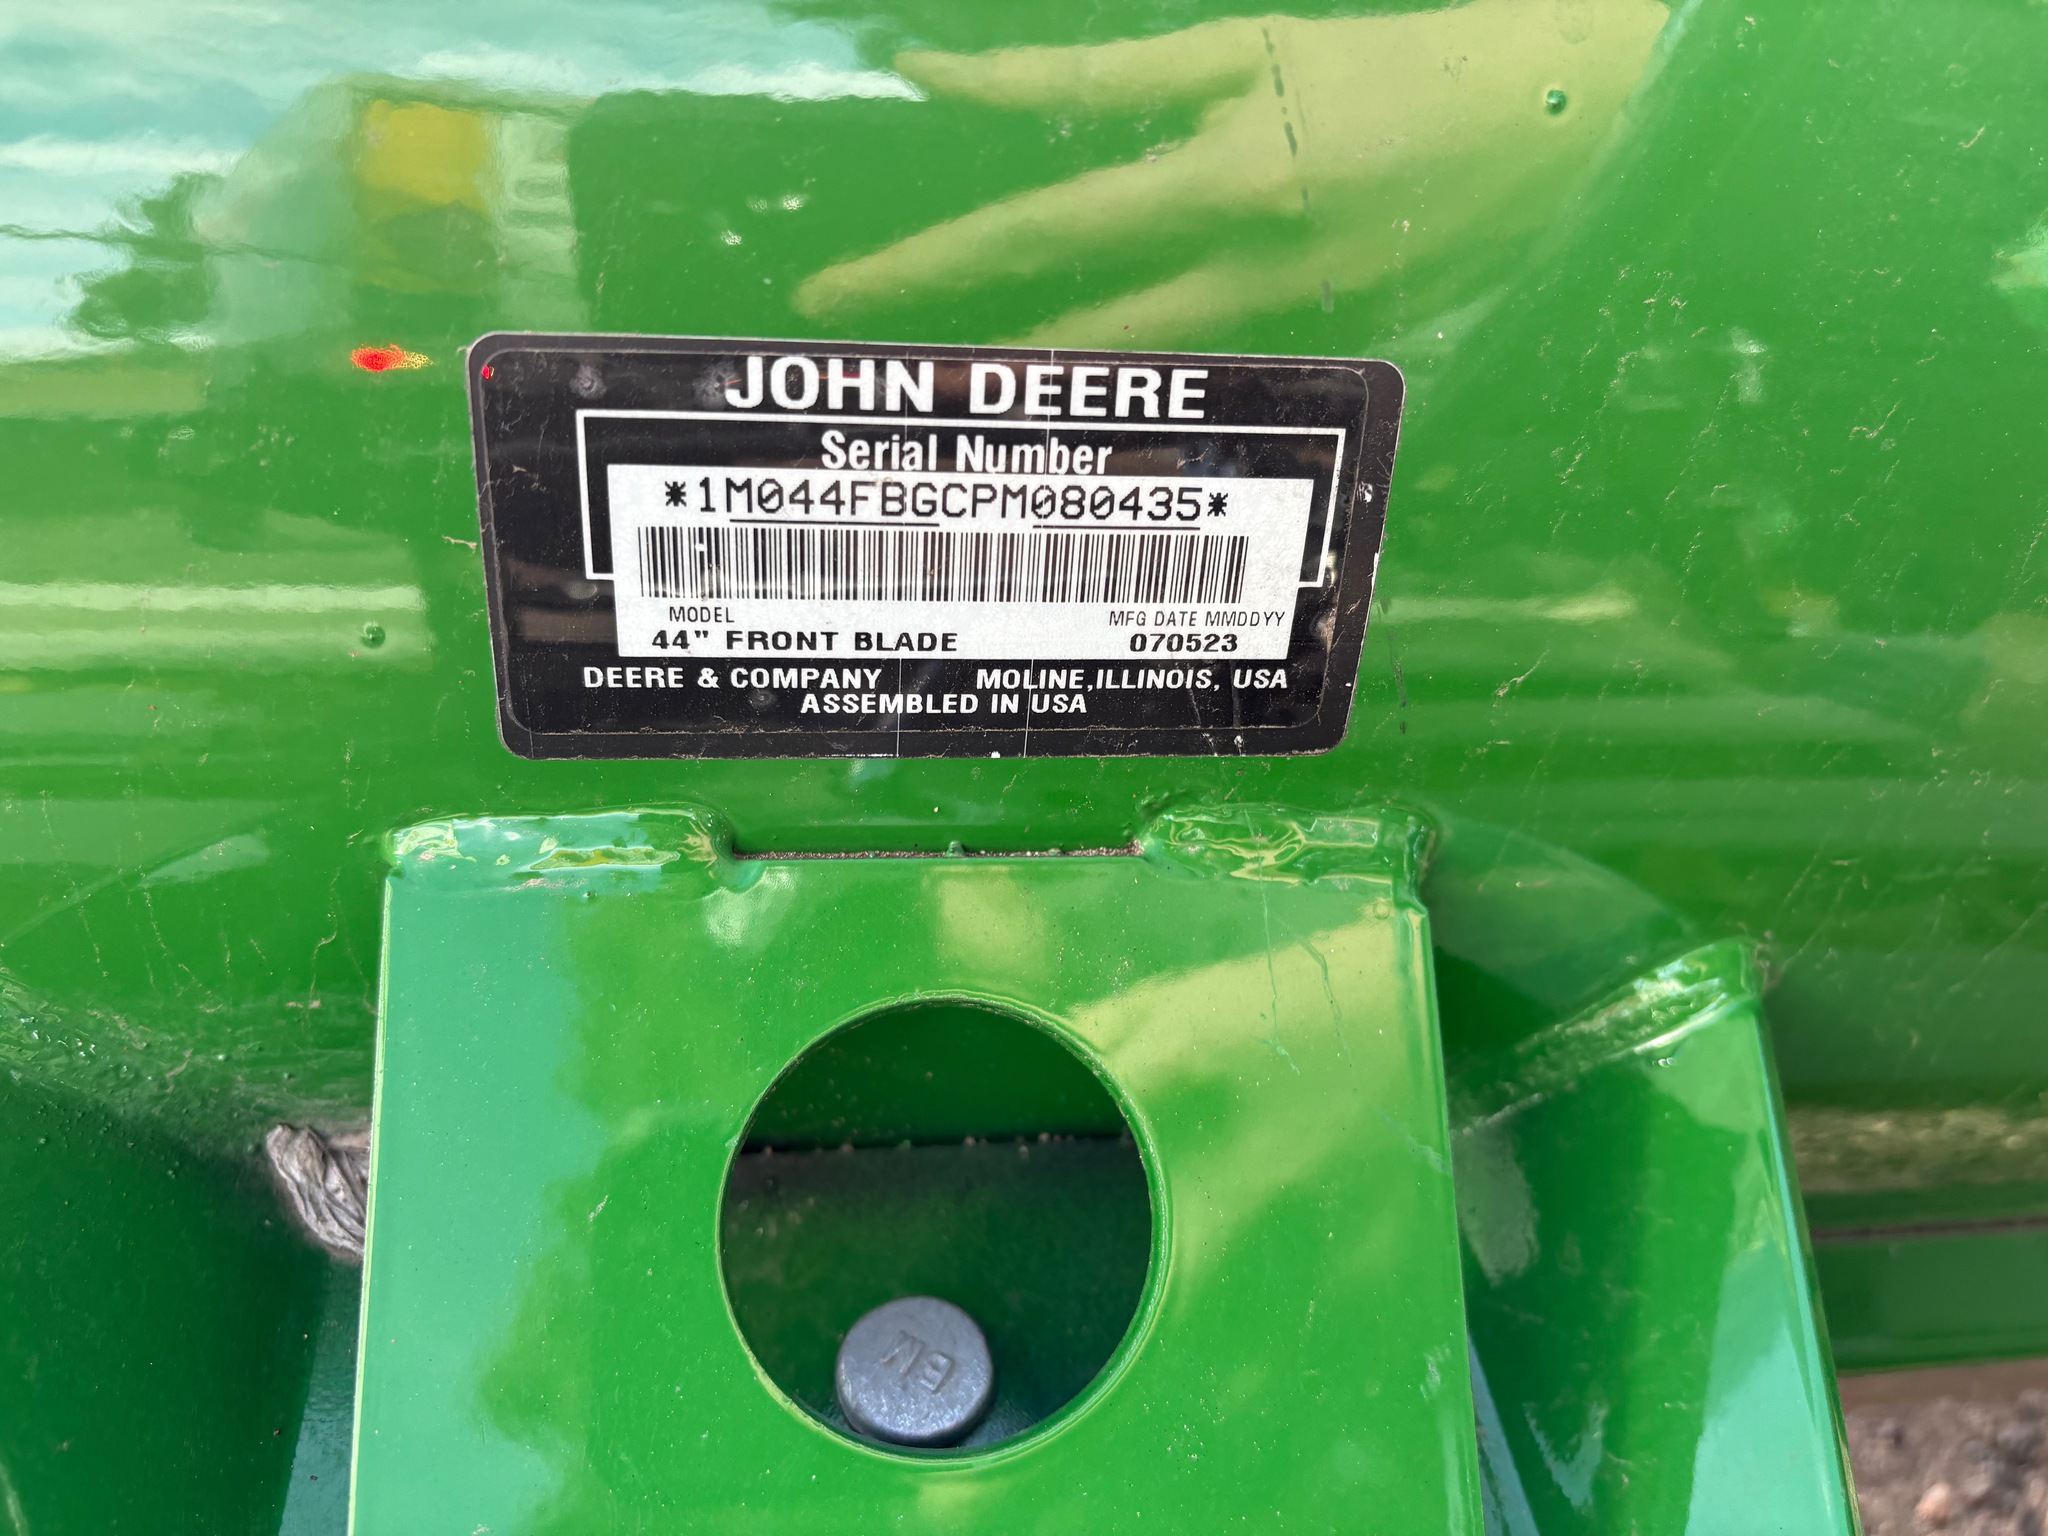 JOHN DEERE
Serial Number
*1M044FBGCPM080435*
MODEL MFG DATE MMDDYY
44" FRONT BLADE 070523
DEERE & COMPANY MOLINE,ILLINOIS, USA
ASSEMBLED IN USA
EM